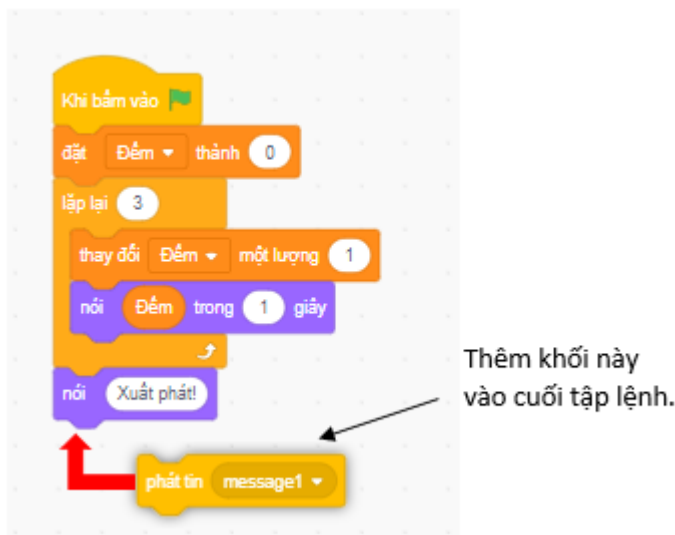 Khi bấm vào
đặt Đếm thành 0
lặp lại 3
thay đổi Đếm một lượng 1
nói Đếm trong 1 giây
nói Xuất phát!
Thêm khối này
vào cuối tập lệnh.
phát tin message1